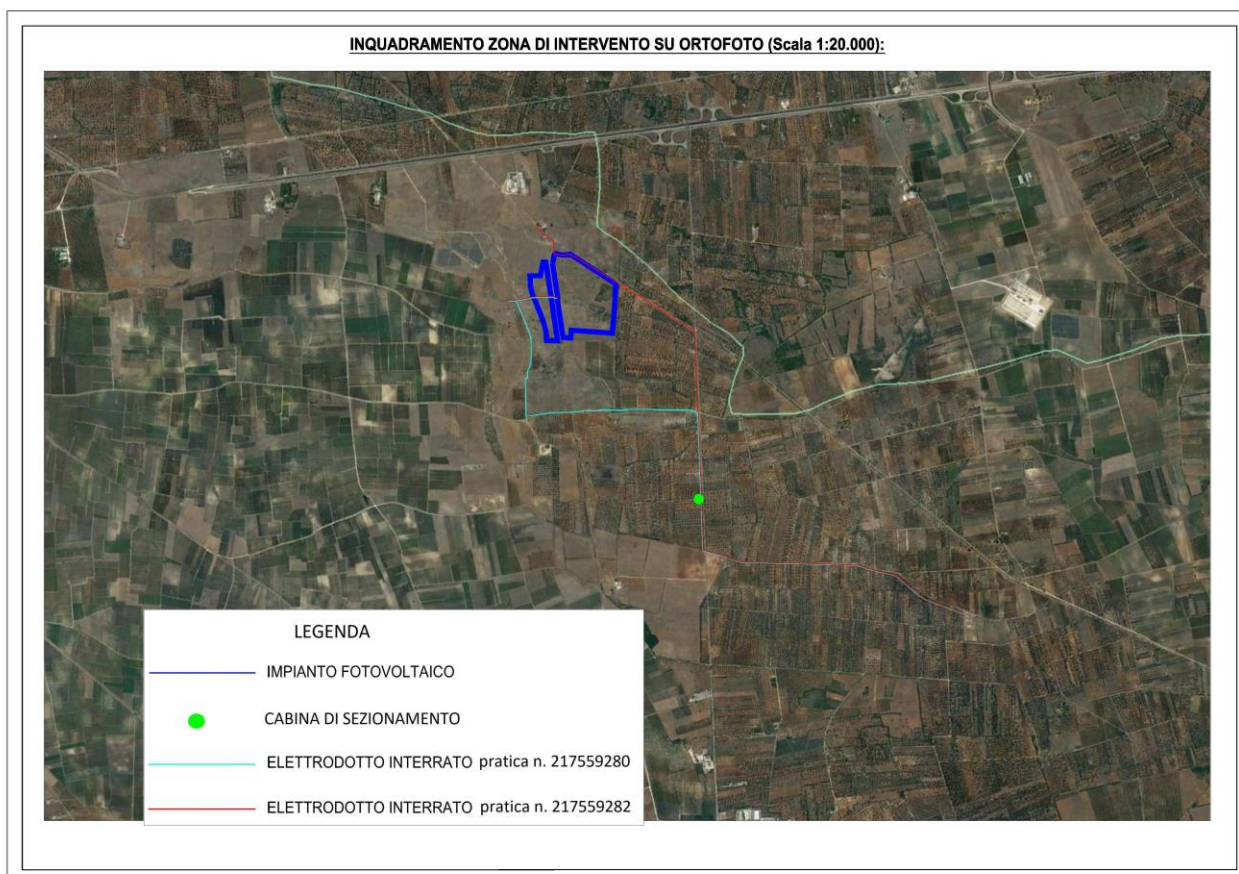 INQUADRAMENTO ZONA DI INTERVENTO SU ORTOFOTO (Scala 1:20.000):
LEGENDA
IMPIANTO FOTOVOLTAICO
CABINA DI SEZIONAMENTO
ELETTRODOTTO INTERRATO pratica n. 217559280
ELETTRODOTTO INTERRATO pratica n. 217559282